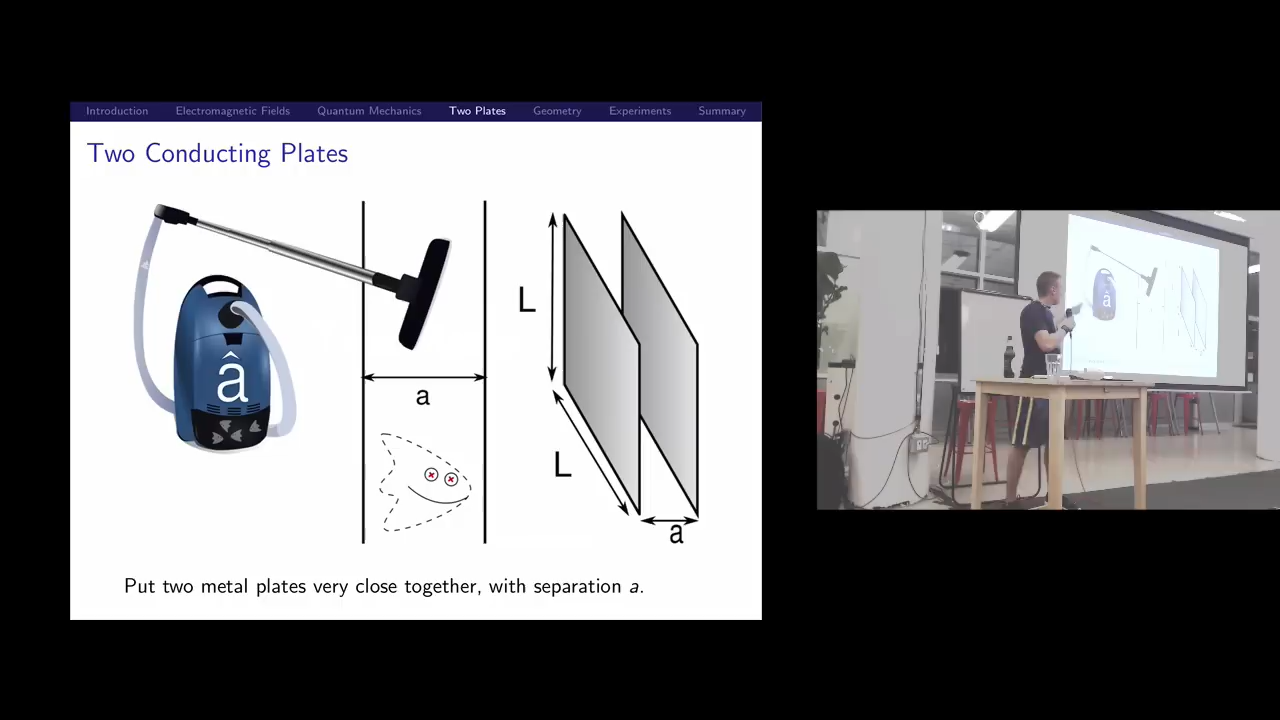 Introduction Electromagnetic Fields Quantum Mechanics Two Plates Geometry Experiments Summary
Two Conducting Plates
â
a
L
L
a
Put two metal plates very close together, with separation a.
â